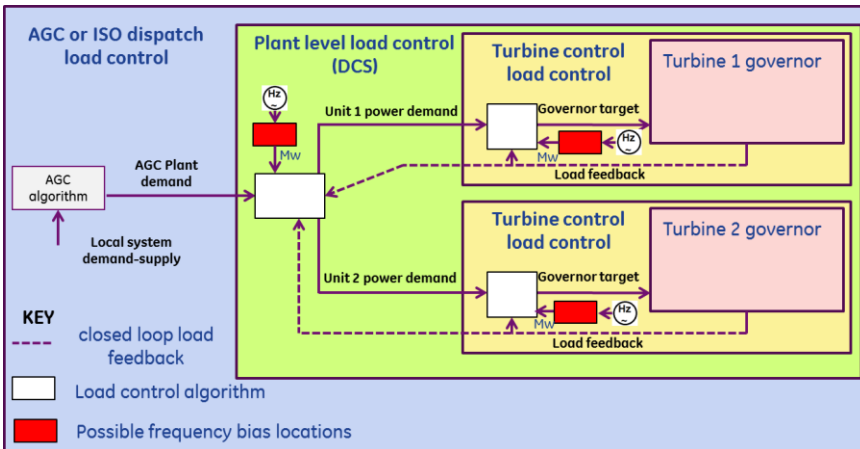 AGC or ISO dispatch
load control
Plant level load control
(DCS)
Turbine control
load control
Turbine 1 governor
Hz
~
Unit 1 power demand
Governor target
Mw
Mw
Hz
~
Load feedback
AGC Plant
demand
AGC
algorithm
Local system
demand-supply
Turbine control
load control
Turbine 2 governor
Unit 2 power demand
Governor target
Mw
Hz
~
Load feedback
KEY
closed loop load
feedback
Load control algorithm
Possible frequency bias locations